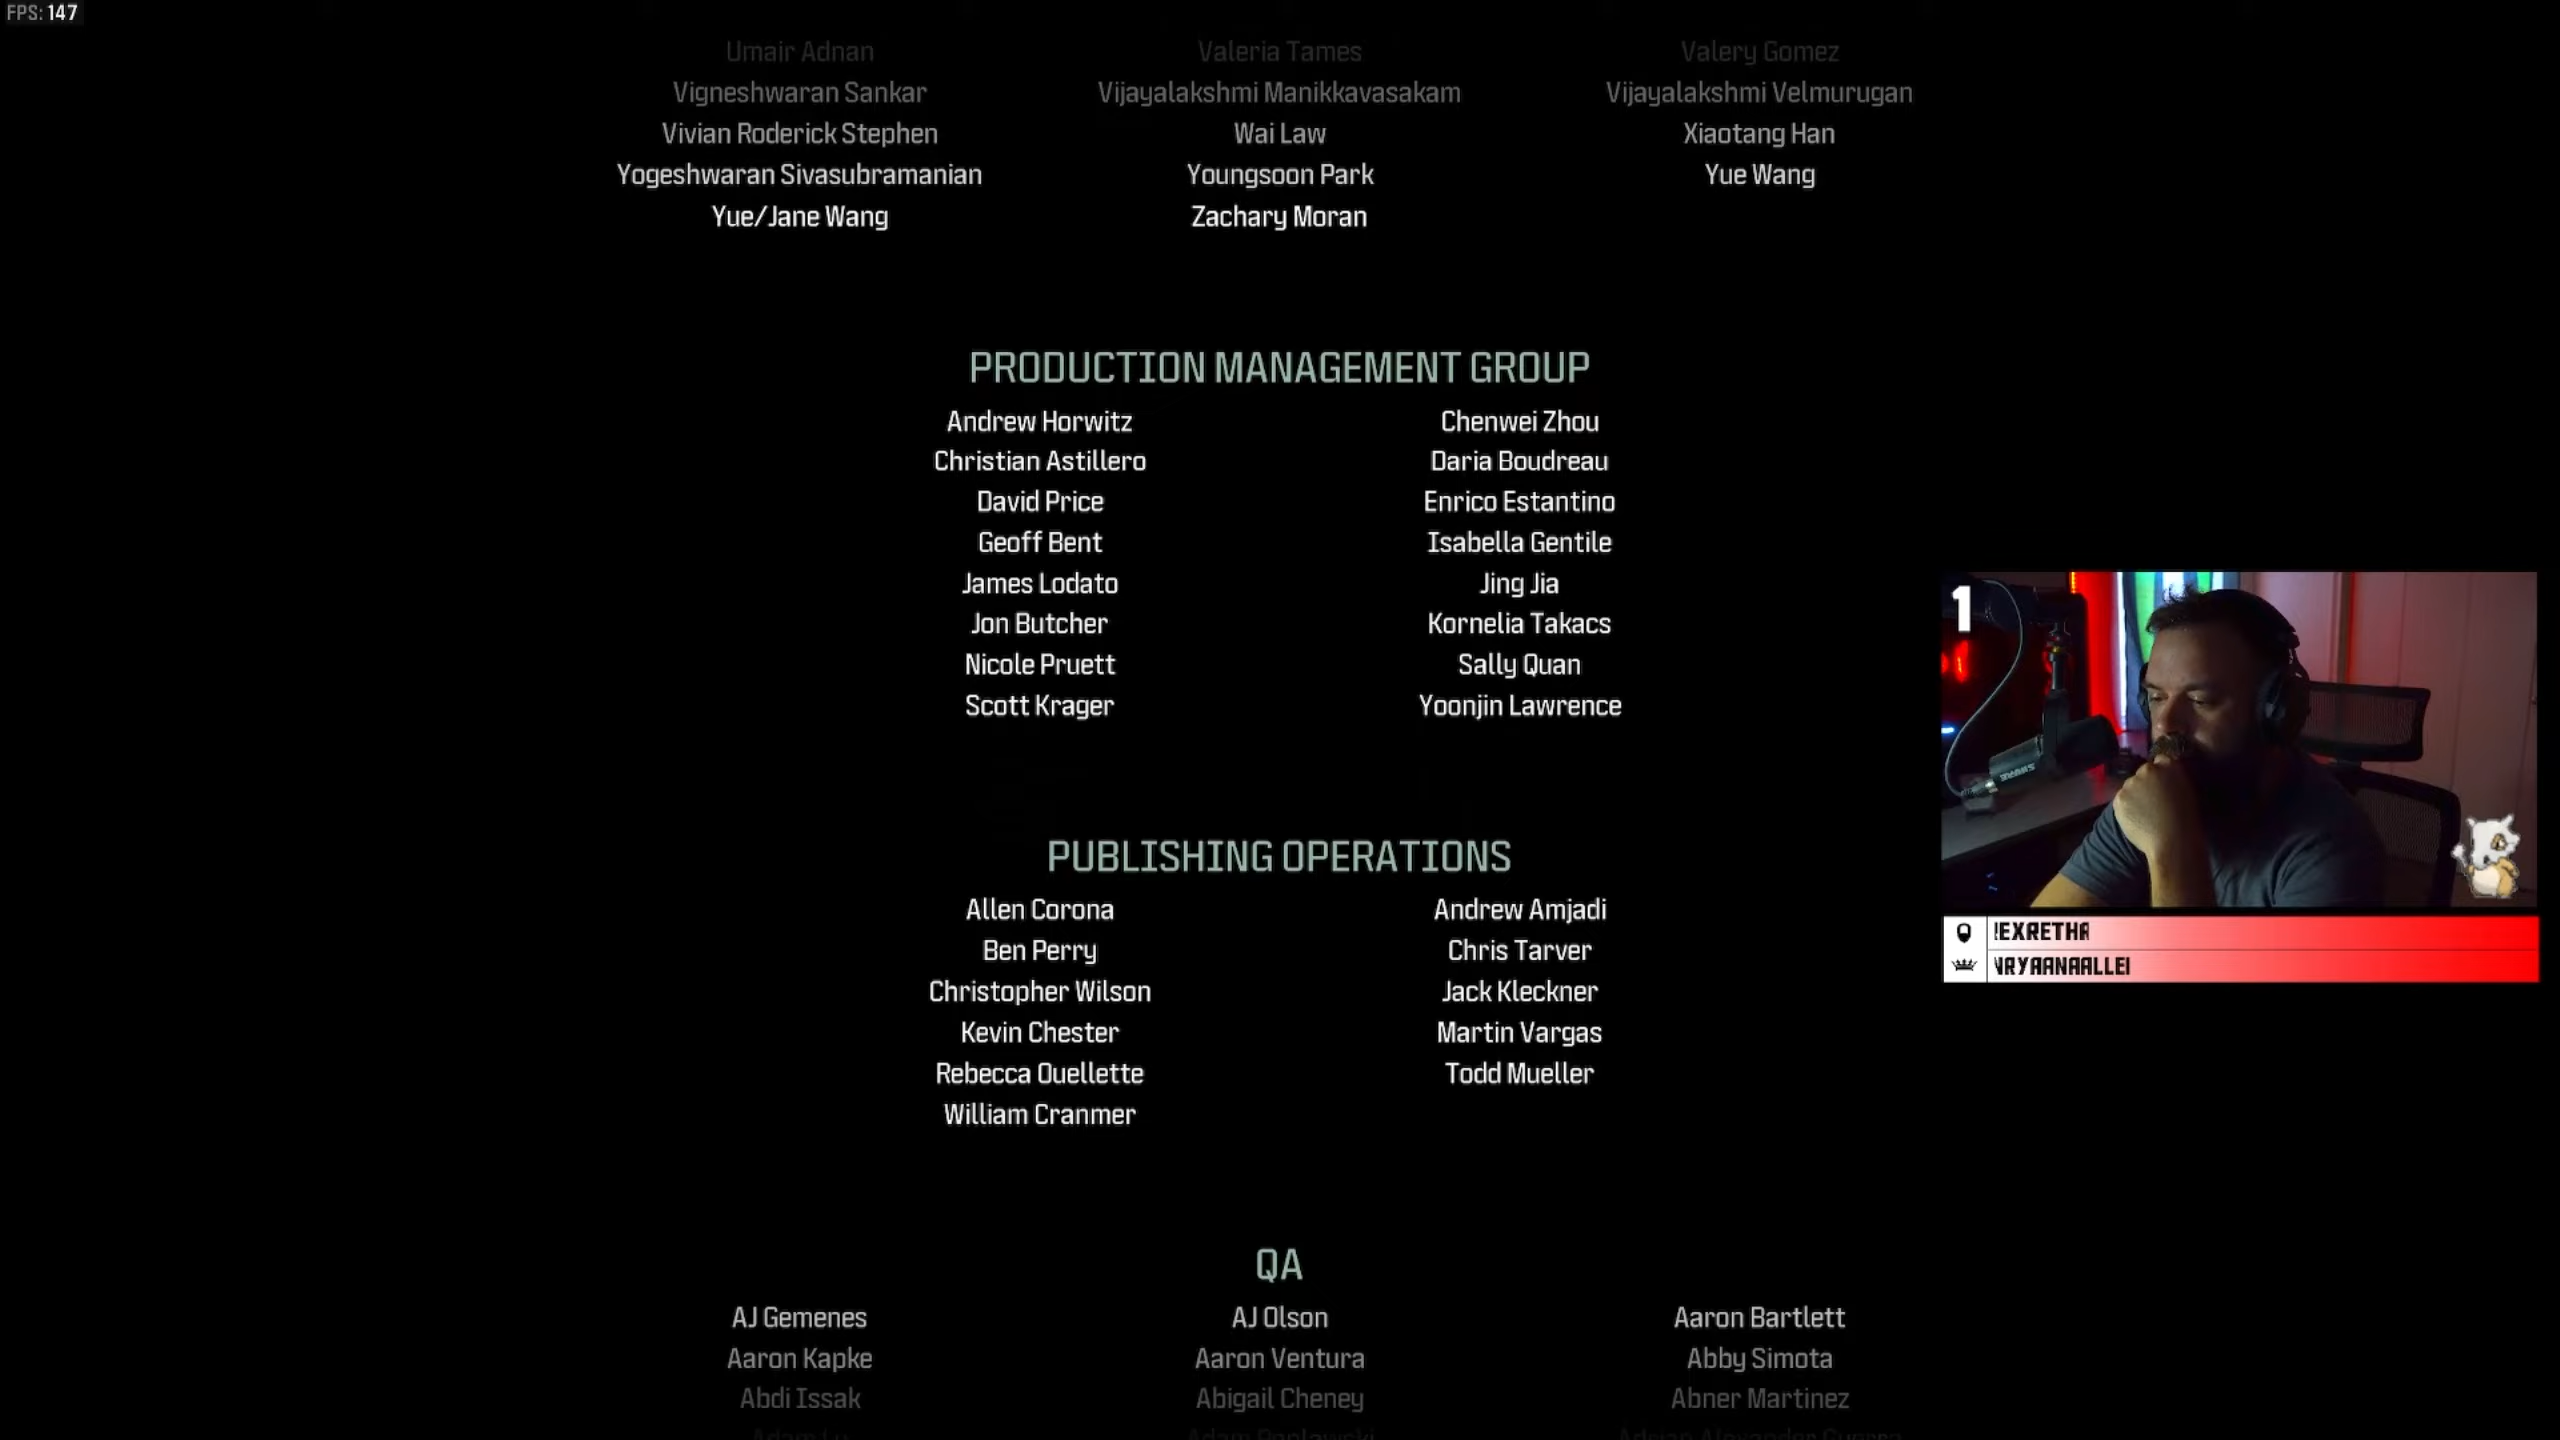 FPS: 147
Umair Adnan Valeria Tames Valery Gomez
Vigneshwaran Sankar Vijayalakshmi Manikkavasakam Vijayalakshmi Velmurugan
Vivian Roderick Stephen Wai Law Xiaotang Han
Yogeshwaran Sivasubramanian Youngsoon Park Yue Wang
Yue/Jane Wang Zachary Moran
PRODUCTION MANAGEMENT GROUP
Andrew Horwitz Chenwei Zhou
Christian Astillero Daria Boudreau
David Price Enrico Estantino
Geoff Bent Isabella Gentile
James Lodato Jing Jia
Jon Butcher Kornelia Takacs
Nicole Pruett Sally Quan
Scott Krager Yoonjin Lawrence
1
SHURE
PUBLISHING OPERATIONS
Allen Corona Andrew Amjadi
Ben Perry Chris Tarver
Christopher Wilson Jack Kleckner
Kevin Chester Martin Vargas
Rebecca Ouellette Todd Mueller
William Cranmer
EXRETHA
RYAANAALLE
QA
AJ Gemenes AJ Olson Aaron Bartlett
Aaron Kapke Aaron Ventura Abby Simota
Abdi Issak Abigail Cheney Abner Martinez